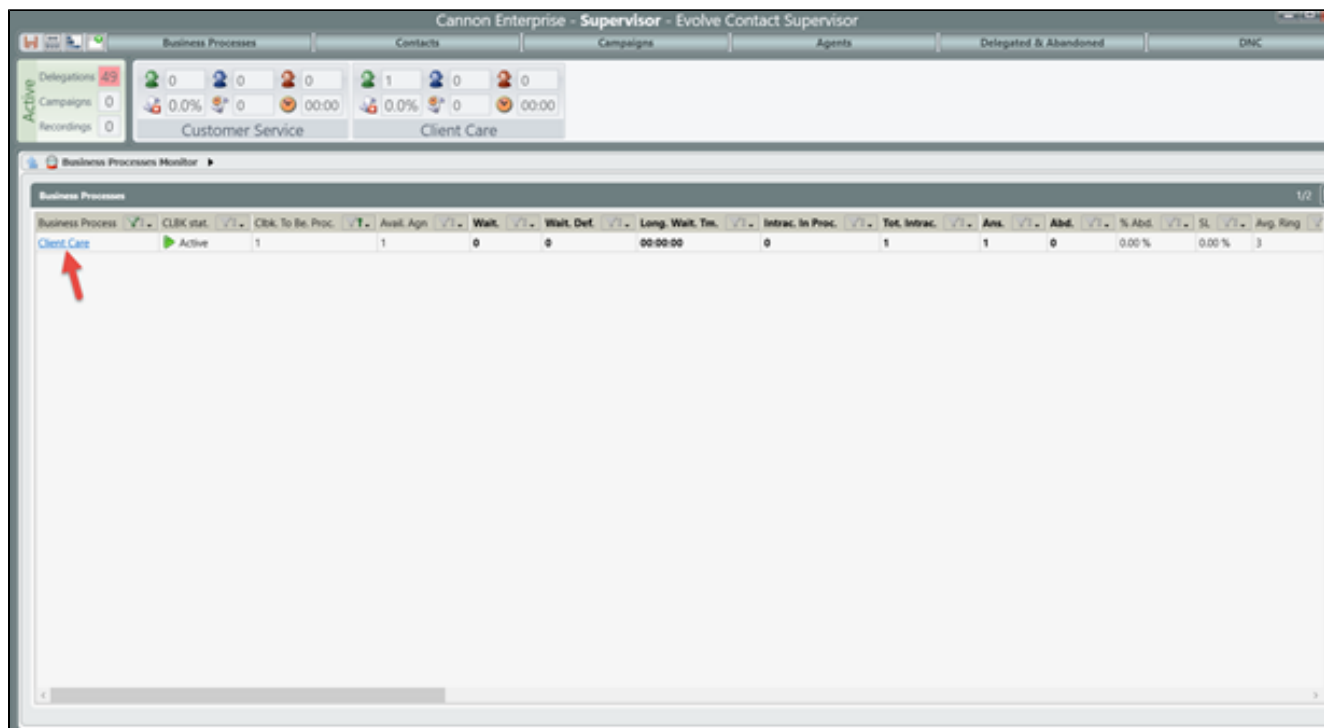 Cannon Enterprise - Supervisor - Evolve Contact Supervisor
Business Processes Contacts Campaigns Agents Delegated & Abandoned DNC
Active
Delegations 49
Campaigns 0
Recordings 0
0 0 0
0.0% 0 00:00
Customer Service
1 0 0
0.0% 0 00:00
Client Care
Business Processes Monitor
Business Processes 1/2
Business Process CLBK stat. Clbk. To Be. Proc. Avail. Agn Wait. Wait. Def. Long. Wait. Tm. Intrac. In Proc. Tot. Intrac. Ans. Abd. % Abd. SL Avg. Ring
Client Care Active 1 1 0 0 00:00:00 0 1 1 0 0.00 % 0.00 % 3